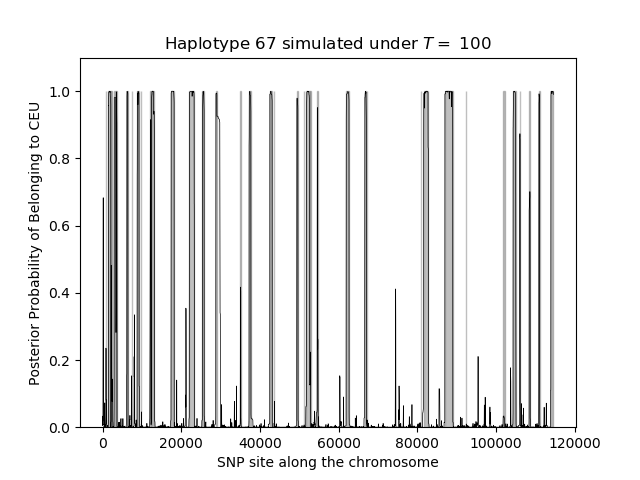 Haplotype 67 simulated under T = 100
Posterior Probability of Belonging to CEU
1.0
0.8
0.6
0.4
0.2
0.0
0 20000 40000 60000 80000 100000 120000
SNP site along the chromosome